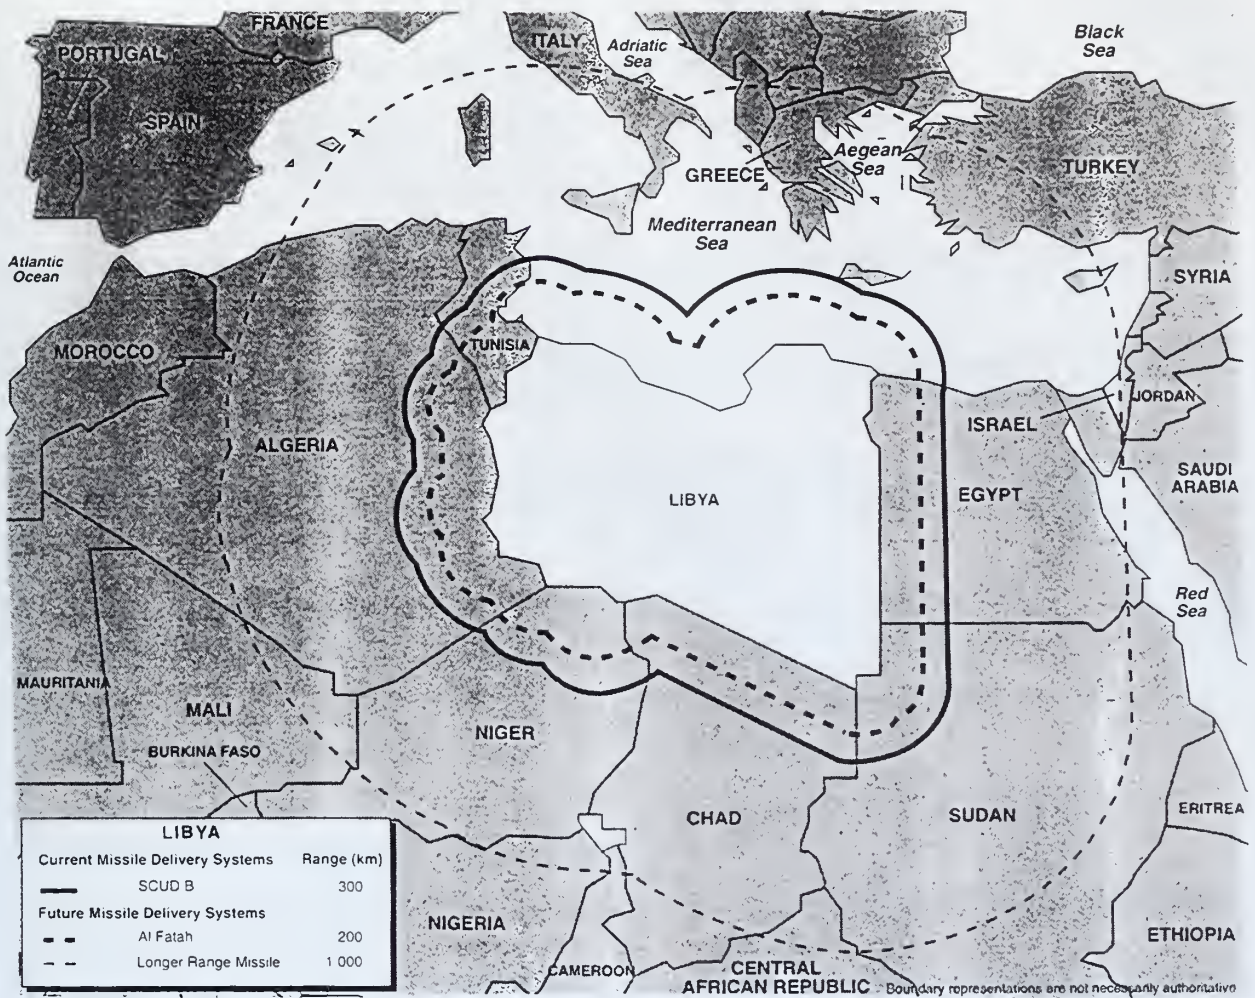 FRANCE
PORTUGAL
ITALY
Adriatic
Sea
Black
Sea
SPAIN
GREECE
Aegean
Sea
TURKEY
Mediterranean
Sea
Atlantic
Ocean
SYRIA
MOROCCO
TUNISIA
JORDAN
ISRAEL
ALGERIA
SAUDI
ARABIA
LIBYA
EGYPT
Red
Sea
MAURITANIA
MALI
NIGER
BURKINA FASO
CHAD
SUDAN
ERITREA
NIGERIA
ETHIOPIA
CAMEROON
CENTRAL
AFRICAN REPUBLIC
LIBYA
Current Missile Delivery Systems Range (km)
SCUD B 300
Future Missile Delivery Systems
Al Fatah 200
Longer Range Missile 1 000
Boundary representations are not necessarily authoritative